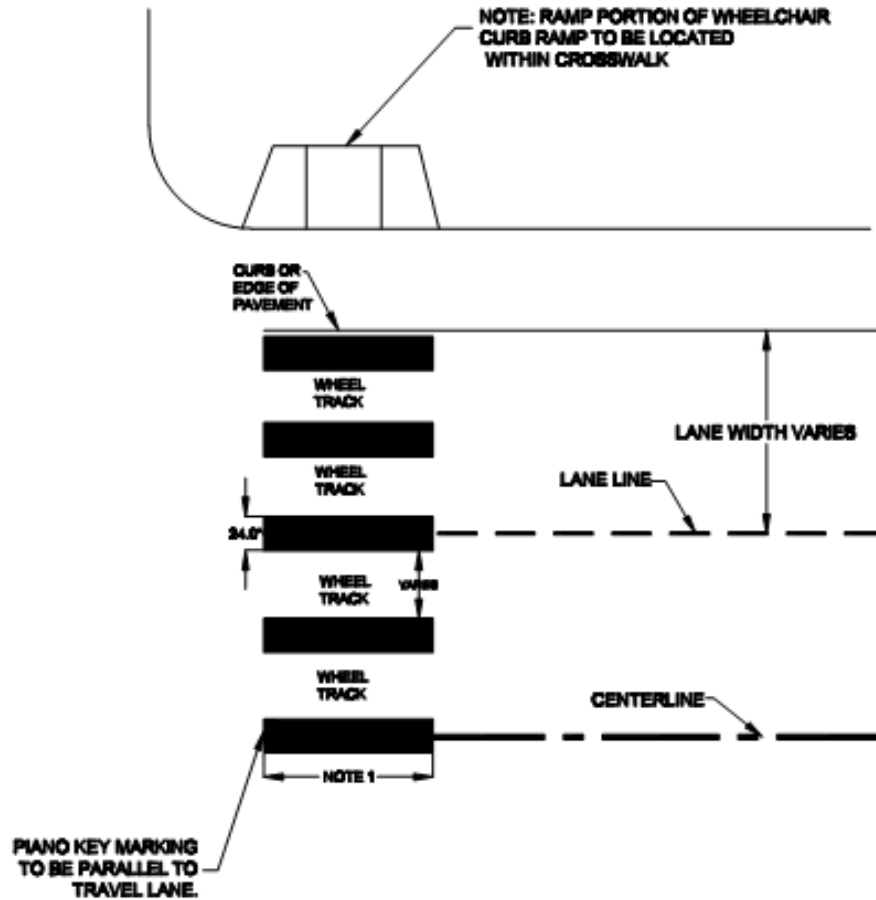 NOTE: RAMP PORTION OF WHEELCHAIR
CURB RAMP TO BE LOCATED
WITHIN CROSSWALK
CURB OR
EDGE OF
PAVEMENT
WHEEL
TRACK
LANE WIDTH VARIES
WHEEL
TRACK
LANE LINE
24.0"
WHEEL
TRACK
VARIES
WHEEL
TRACK
CENTERLINE
NOTE 1
PIANO KEY MARKING
TO BE PARALLEL TO
TRAVEL LANE.